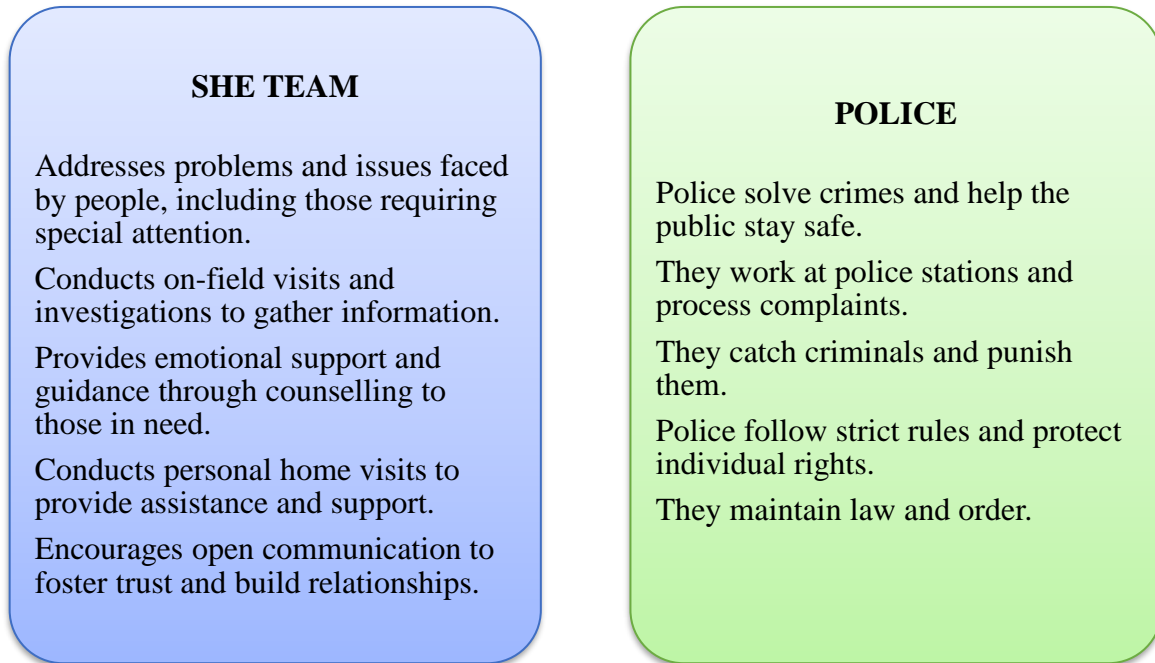 SHE TEAM
Addresses problems and issues faced
by people, including those requiring
special attention.
Conducts on-field visits and
investigations to gather information.
Provides emotional support and
guidance through counselling to
those in need.
Conducts personal home visits to
provide assistance and support.
Encourages open communication to
foster trust and build relationships.
POLICE
Police solve crimes and help the
public stay safe.
They work at police stations and
process complaints.
They catch criminals and punish
them.
Police follow strict rules and protect
individual rights.
They maintain law and order.